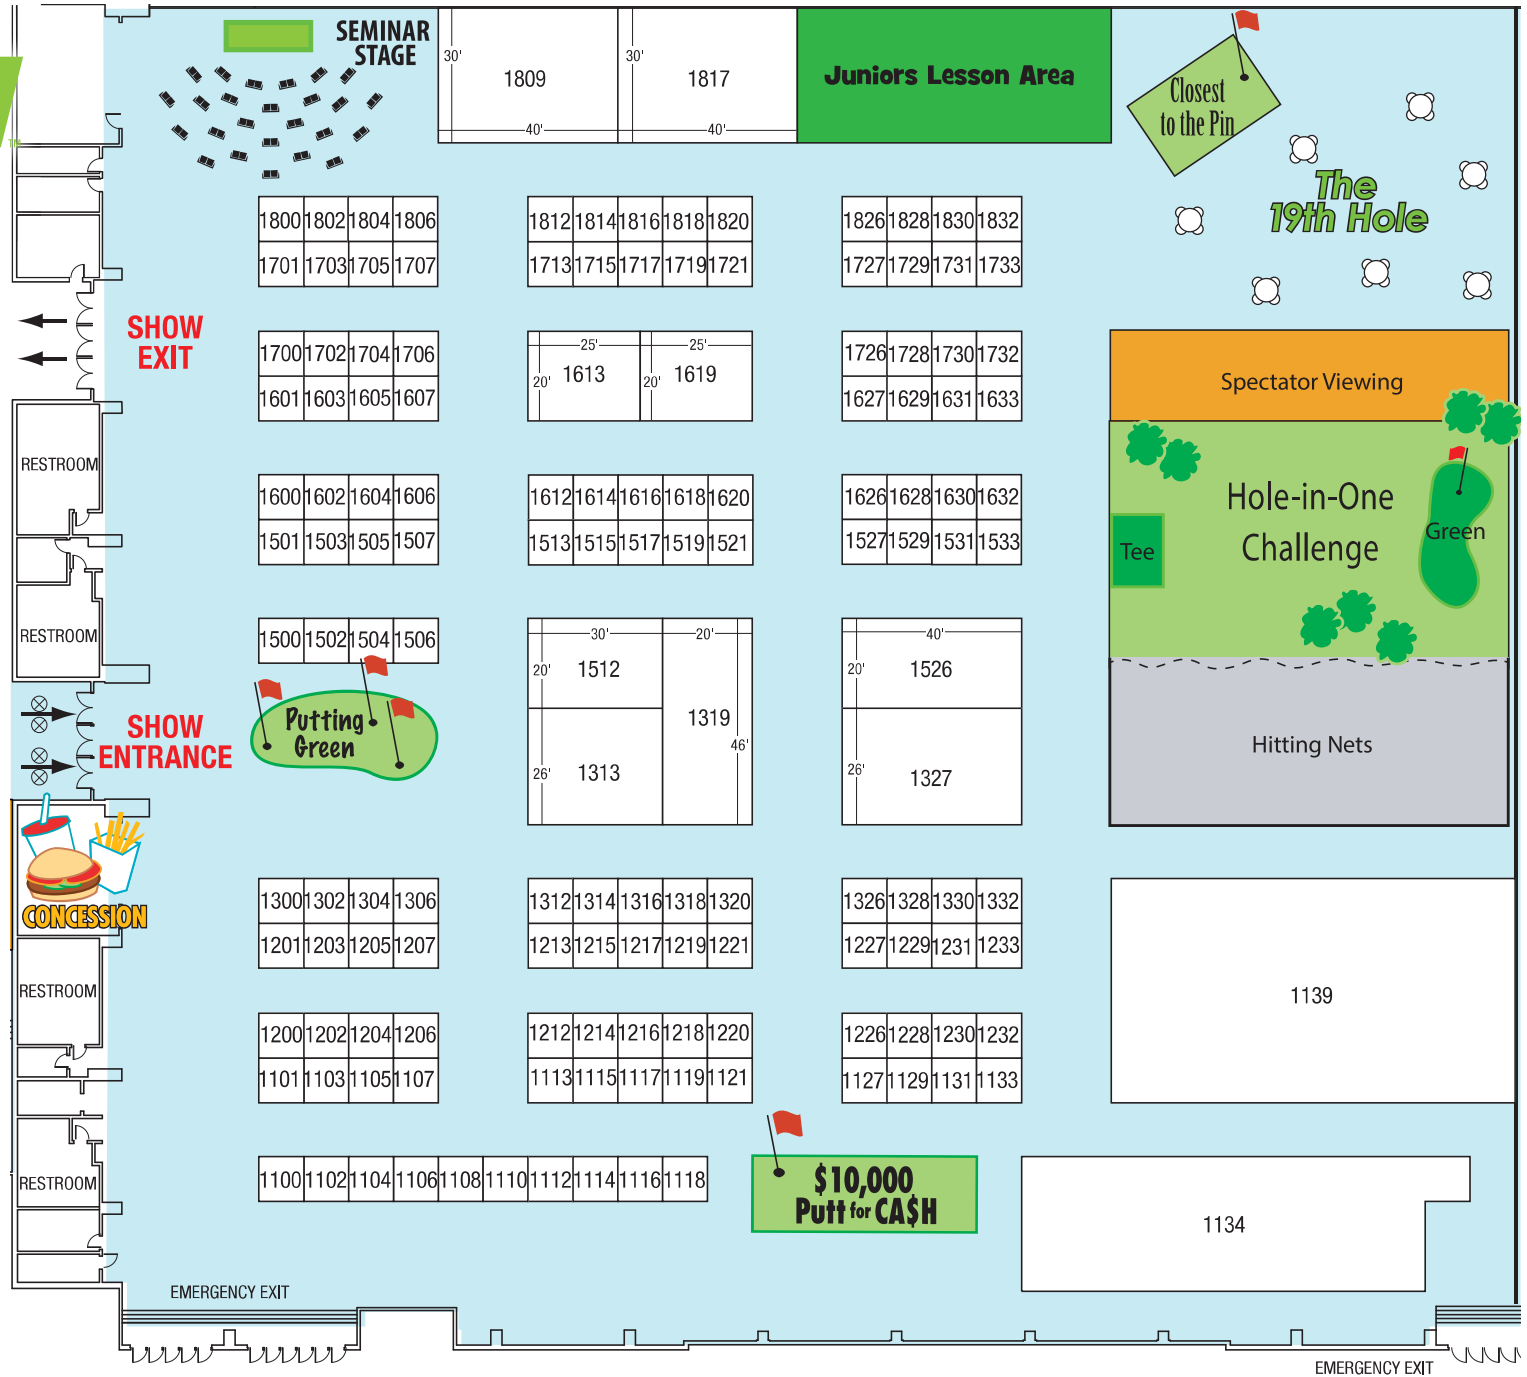 SEMINAR
STAGE
30'
1809
40'
30'
1817
40'
Juniors Lesson Area
Closest
to the Pin
The
19th Hole
TM
1800 1802 1804 1806
1701 1703 1705 1707
1812 1814 1816 1818 1820
1713 1715 1717 1719 1721
1826 1828 1830 1832
1727 1729 1731 1733
SHOW
EXIT
1700 1702 1704 1706
1601 1603 1605 1607
25'
20'
1613
25'
20'
1619
1726 1728 1730 1732
1627 1629 1631 1633
Spectator Viewing
RESTROOM
1600 1602 1604 1606
1501 1503 1505 1507
1612 1614 1616 1618 1620
1513 1515 1517 1519 1521
1626 1628 1630 1632
1527 1529 1531 1533
Hole-in-One
Challenge
Tee
Green
RESTROOM
1500 1502 1504 1506
30'
20'
1512
20'
1319
46'
26'
1313
40'
20'
1526
26'
1327
Putting
Green
SHOW
ENTRANCE
Hitting Nets
CONCESSION
1300 1302 1304 1306
1201 1203 1205 1207
1312 1314 1316 1318 1320
1213 1215 1217 1219 1221
1326 1328 1330 1332
1227 1229 1231 1233
1139
RESTROOM
1200 1202 1204 1206
1101 1103 1105 1107
1212 1214 1216 1218 1220
1113 1115 1117 1119 1121
1226 1228 1230 1232
1127 1129 1131 1133
RESTROOM
1100 1102 1104 1106 1108 1110 1112 1114 1116 1118
$10,000
Putt for CA$H
1134
EMERGENCY EXIT
EMERGENCY EXIT